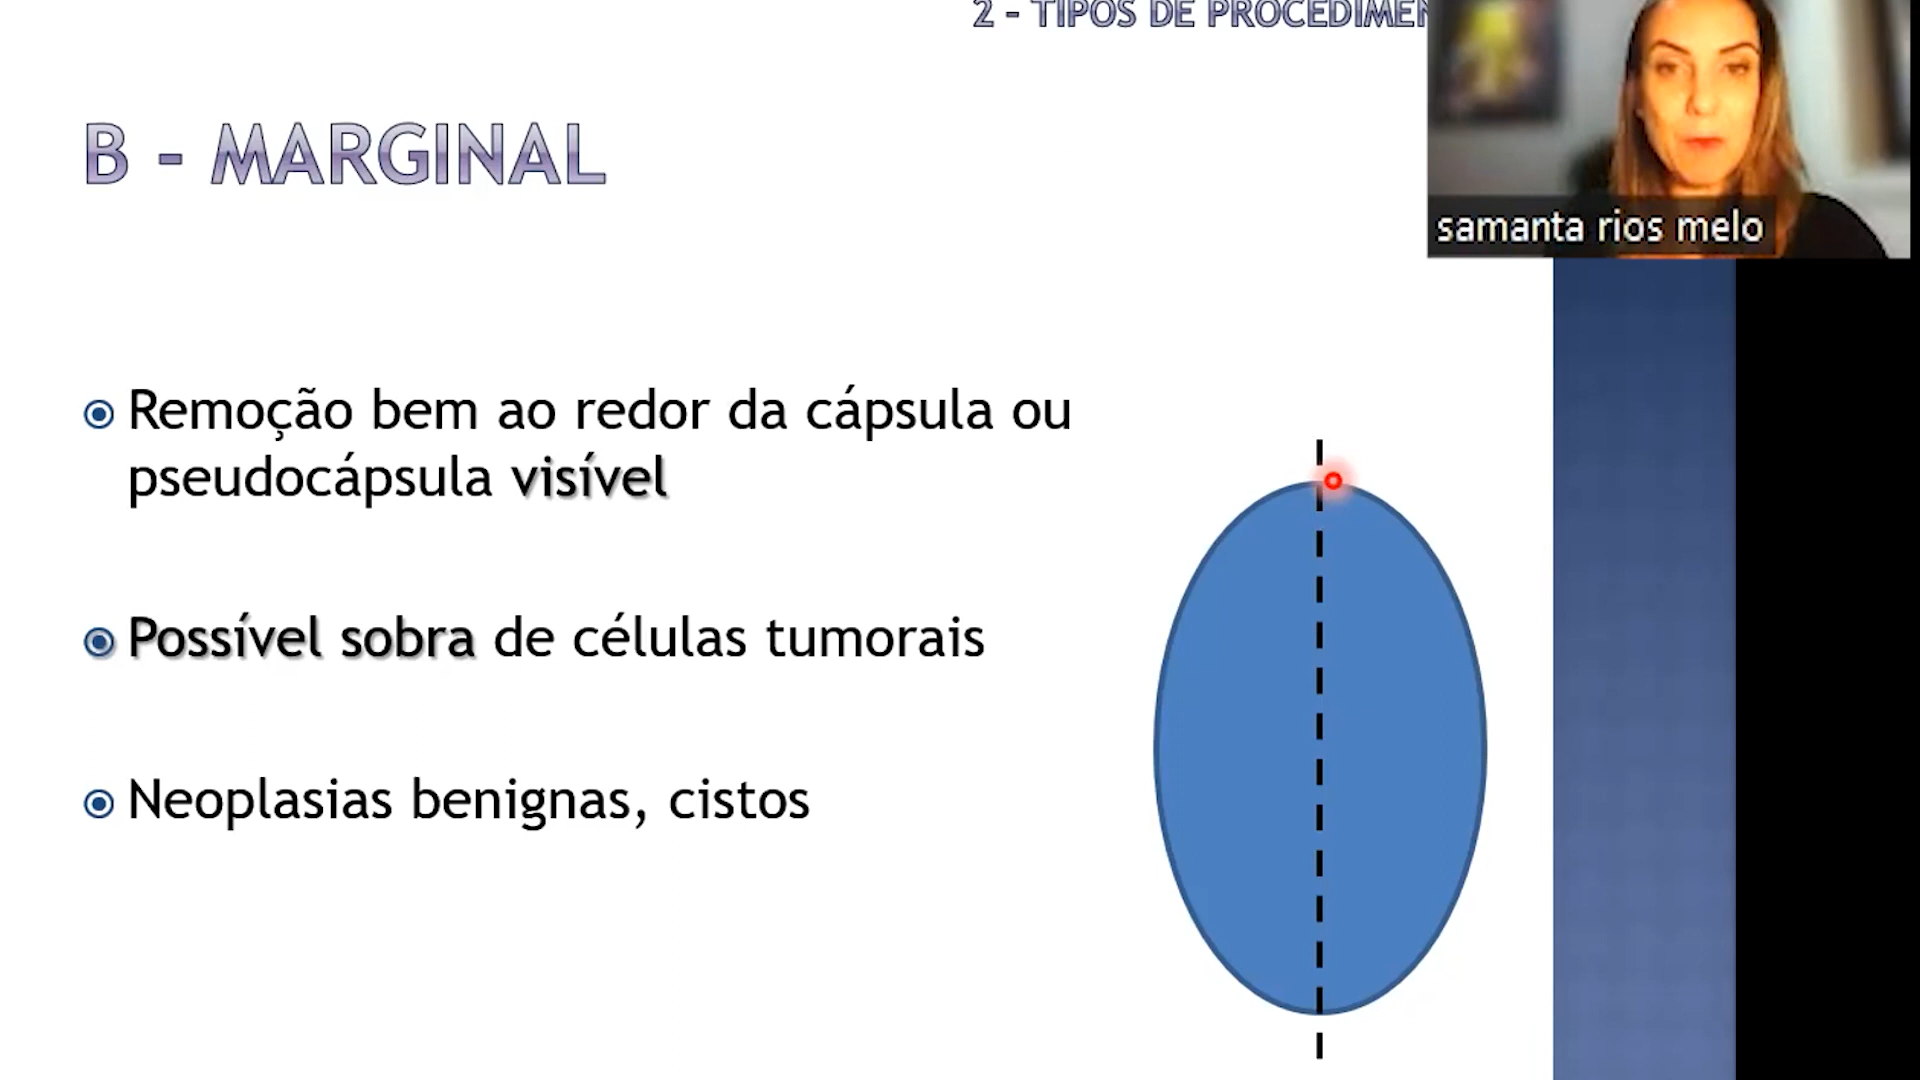 2 - TIPOS DE
samanta rios melo
B - MARGINAL
Remoção bem ao redor da cápsula ou
pseudocápsula visível
Possível sobra de células tumorais
Neoplasias benignas, cistos